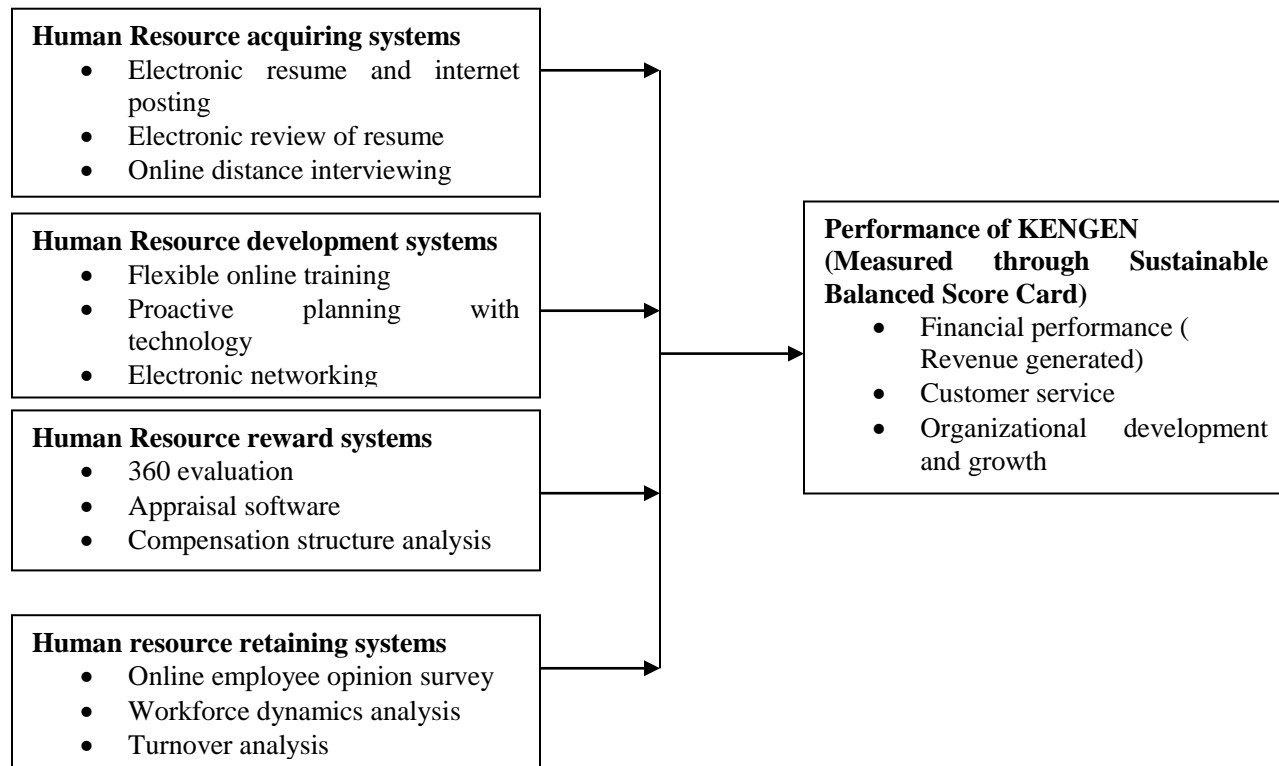 Human Resource acquiring systems
• Electronic resume and internet
posting
• Electronic review of resume
• Online distance interviewing
Human Resource development systems
• Flexible online training
• Proactive planning with
technology
• Electronic networking
Human Resource reward systems
• 360 evaluation
• Appraisal software
• Compensation structure analysis
Human resource retaining systems
• Online employee opinion survey
• Workforce dynamics analysis
• Turnover analysis
Performance of KENGEN
(Measured through Sustainable
Balanced Score Card)
• Financial performance (
Revenue generated)
• Customer service
• Organizational development
and growth